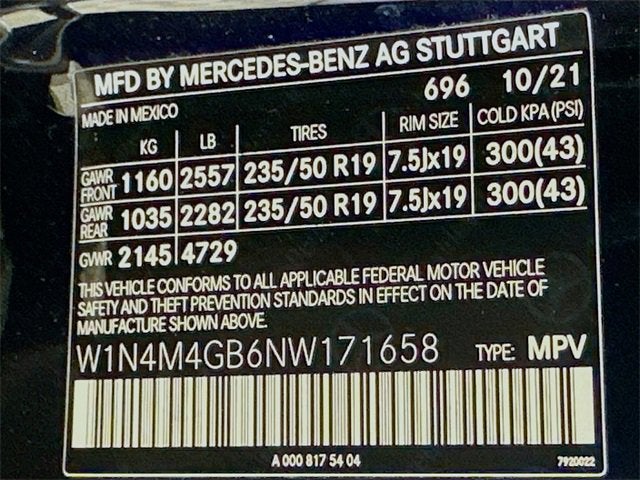 MFD BY MERCEDES-BENZ AG STUTTGART
MADE IN MEXICO 696 10/21
KG LB TIRES RIM SIZE COLD KPA (PSI)
GAWR FRONT 1160 2557 235/50 R19 7.5Jx19 300(43)
GAWR REAR 1035 2282 235/50 R19 7.5Jx19 300(43)
GVWR 2145 4729
THIS VEHICLE CONFORMS TO ALL APPLICABLE FEDERAL MOTOR VEHICLE
SAFETY AND THEFT PREVENTION STANDARDS IN EFFECT ON THE DATE OF
MANUFACTURE SHOWN ABOVE.
W1N4M4GB6NW171658 TYPE: MPV
A 000 817 54 04 7920022